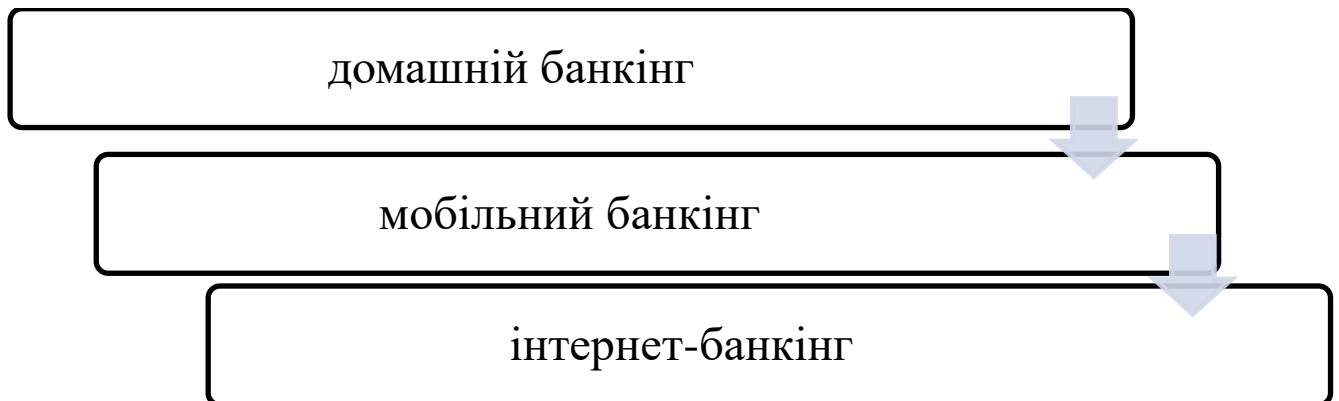 домашній банкінг
мобільний банкінг
інтернет-банкінг